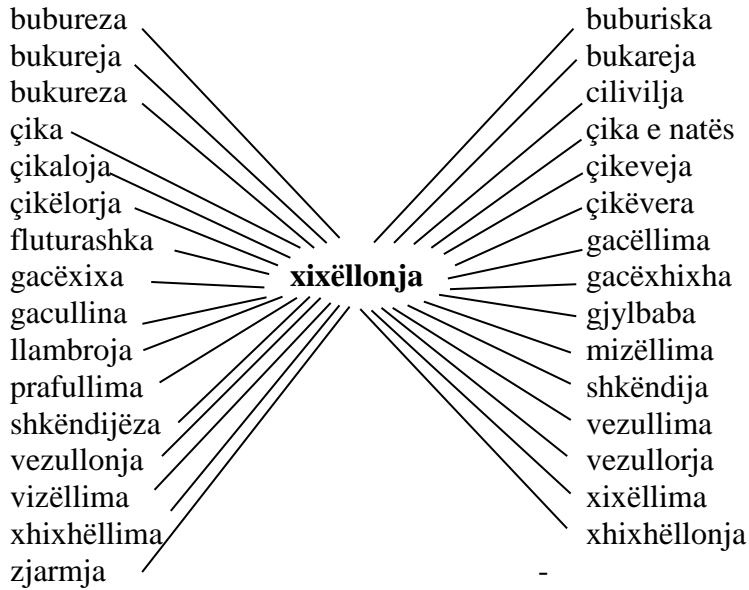 bubureza buburiska
bukureja bukareja
bukureza cilivilja
çika çika e natës
çikaloja çikeveja
çikëlorja çikëvera
fluturashka gacëllima
gacëxixa xixëllonja gacëxhixha
gacullina gjylbaba
llambroja mizëllima
prafullima shkëndija
shkëndijëza vezullima
vezullonja vezullorja
vizëllima xixëllima
xhixhëllima xhixhëllonja
zjarmja -